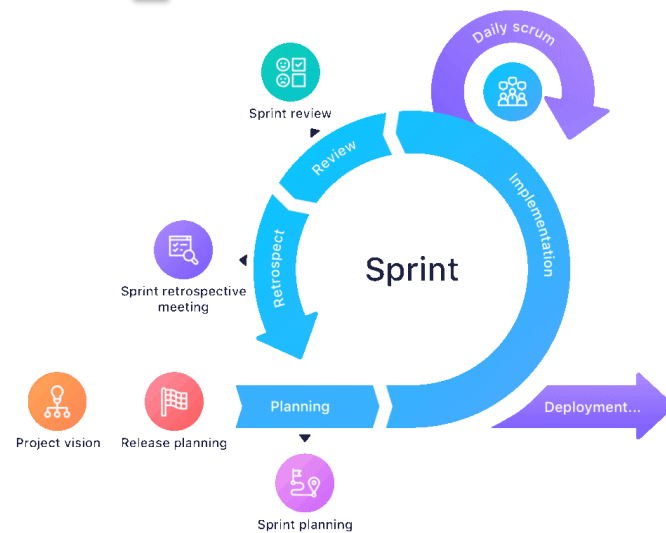 Daily scrum
Sprint review
Review
Implementation
Retrospect
Sprint
Sprint retrospective
meeting
Planning
Deployment...
Project vision
Release planning
Sprint planning